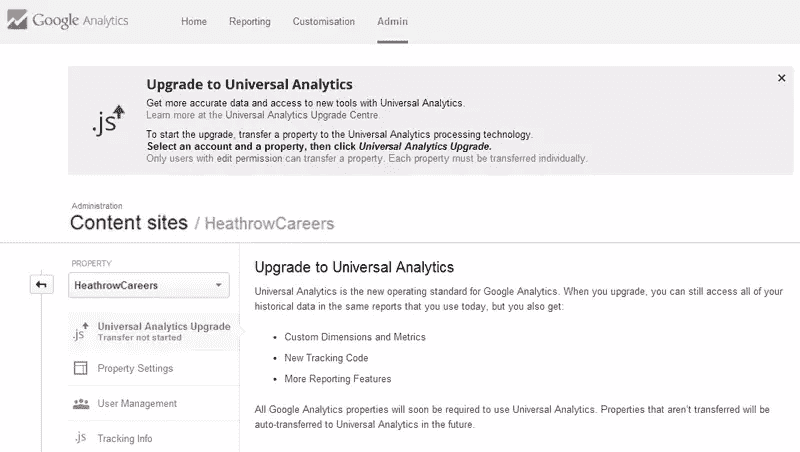 Google Analytics
Home Reporting Customisation Admin
Upgrade to Universal Analytics
Get more accurate data and access to new tools with Universal Analytics.
Learn more at the Universal Analytics Upgrade Centre.
.js
To start the upgrade, transfer a property to the Universal Analytics processing technology.
Select an account and a property, then click Universal Analytics Upgrade.
Only users with edit permission can transfer a property. Each property must be transferred individually.
Administration
Content sites / HeathrowCareers
PROPERTY
HeathrowCareers
.js Universal Analytics Upgrade
Transfer not started
Property Settings
User Management
.js Tracking Info
Upgrade to Universal Analytics
Universal Analytics is the new operating standard for Google Analytics. When you upgrade, you can still access all of your
historical data in the same reports that you use today, but you also get:
• Custom Dimensions and Metrics
• New Tracking Code
• More Reporting Features
All Google Analytics properties will soon be required to use Universal Analytics. Properties that aren't transferred will be
auto-transferred to Universal Analytics in the future.